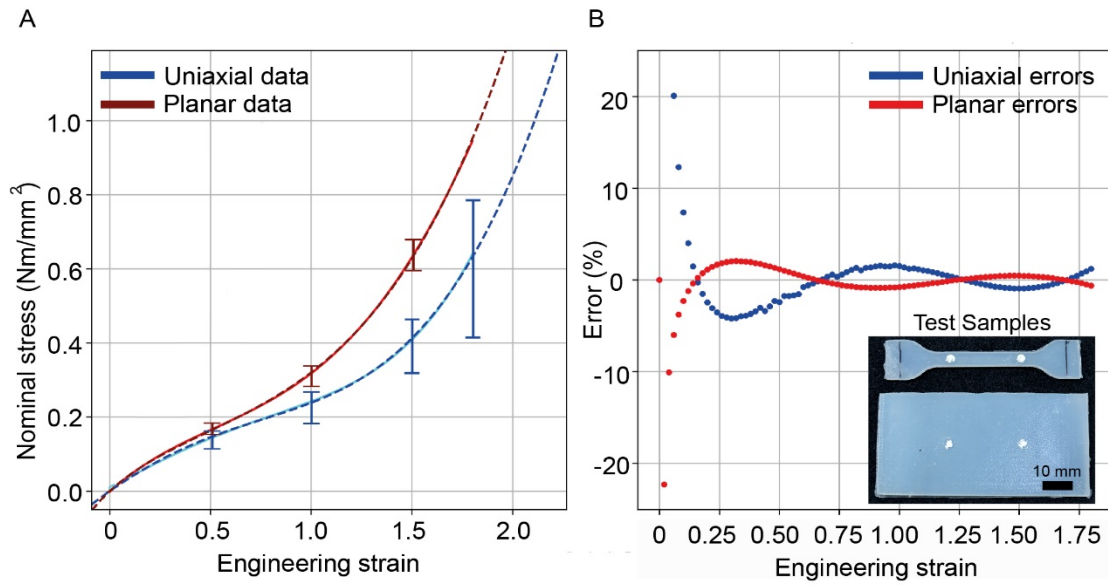 A
Uniaxial data
Planar data
Nominal stress (Nm/mm²)
1.0
0.8
0.6
0.4
0.2
0.0
0 0.5 1.0 1.5 2.0
Engineering strain
B
Uniaxial errors
Planar errors
Error (%)
20
10
0
-10
-20
Test Samples
10 mm
0 0.25 0.50 0.75 1.00 1.25 1.50 1.75
Engineering strain